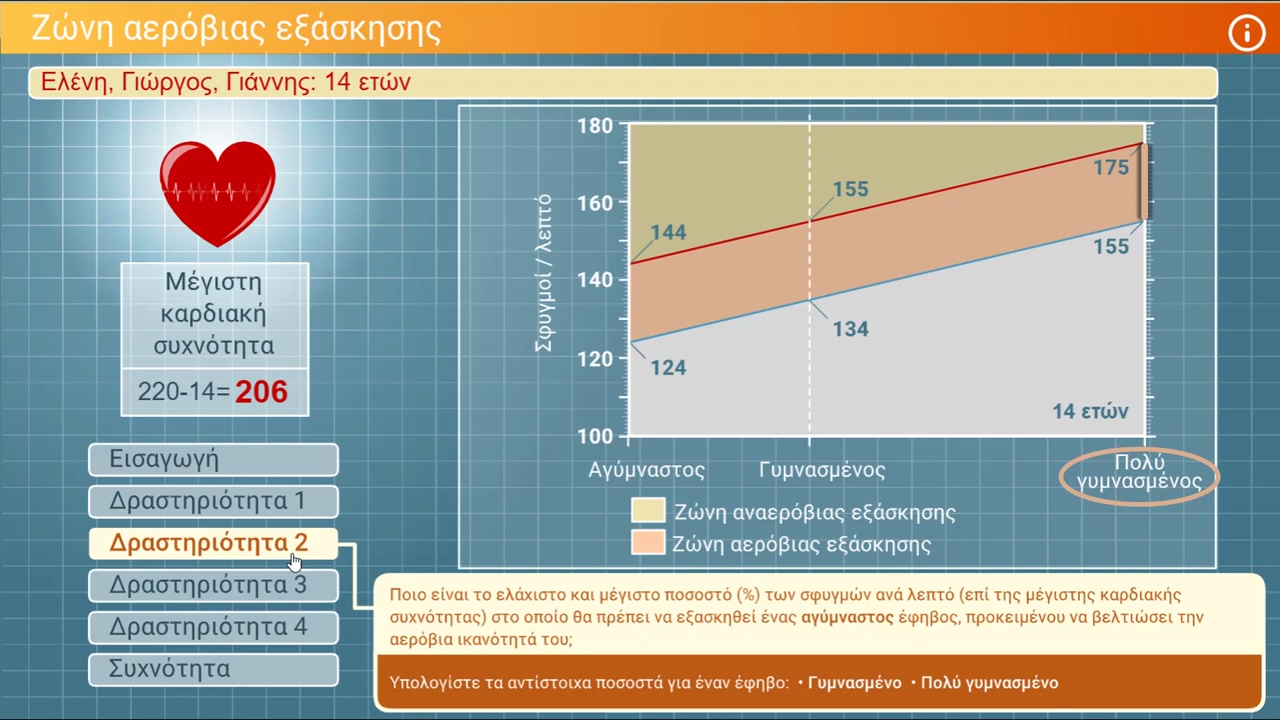 Ζώνη αερόβιας εξάσκησης
Ελένη, Γιώργος, Γιάννης: 14 ετών
Μέγιστη
καρδιακή
συχνότητα
220-14= 206
Εισαγωγή
Δραστηριότητα 1
Δραστηριότητα 2
Δραστηριότητα 3
Δραστηριότητα 4
Συχνότητα
Σφυγμοί / λεπτό
180
160
140
120
100
144
155
175
124
134
155
14 ετών
Αγύμναστος
Γυμνασμένος
Πολύ
γυμνασμένος
Ζώνη αναερόβιας εξάσκησης
Ζώνη αερόβιας εξάσκησης
Ποιο είναι το ελάχιστο και μέγιστο ποσοστό (%) των σφυγμών ανά λεπτό (επί της μέγιστης καρδιακής
συχνότητας) στο οποίο θα πρέπει να εξασκηθεί ένας αγύμναστος έφηβος, προκειμένου να βελτιώσει την
αερόβια ικανότητά του;
Υπολογίστε τα αντίστοιχα ποσοστά για έναν έφηβο: • Γυμνασμένο • Πολύ γυμνασμένο